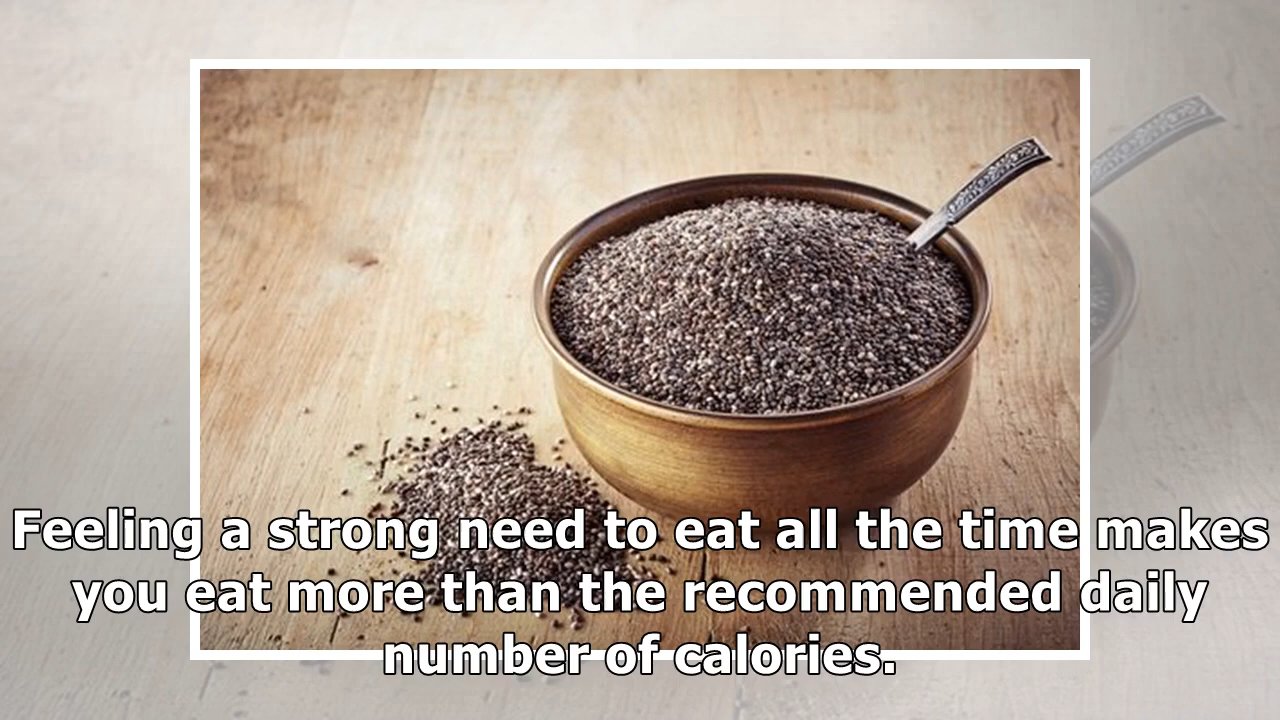 Feeling a strong need to eat all the time makes
you eat more than the recommended daily
number of calories.